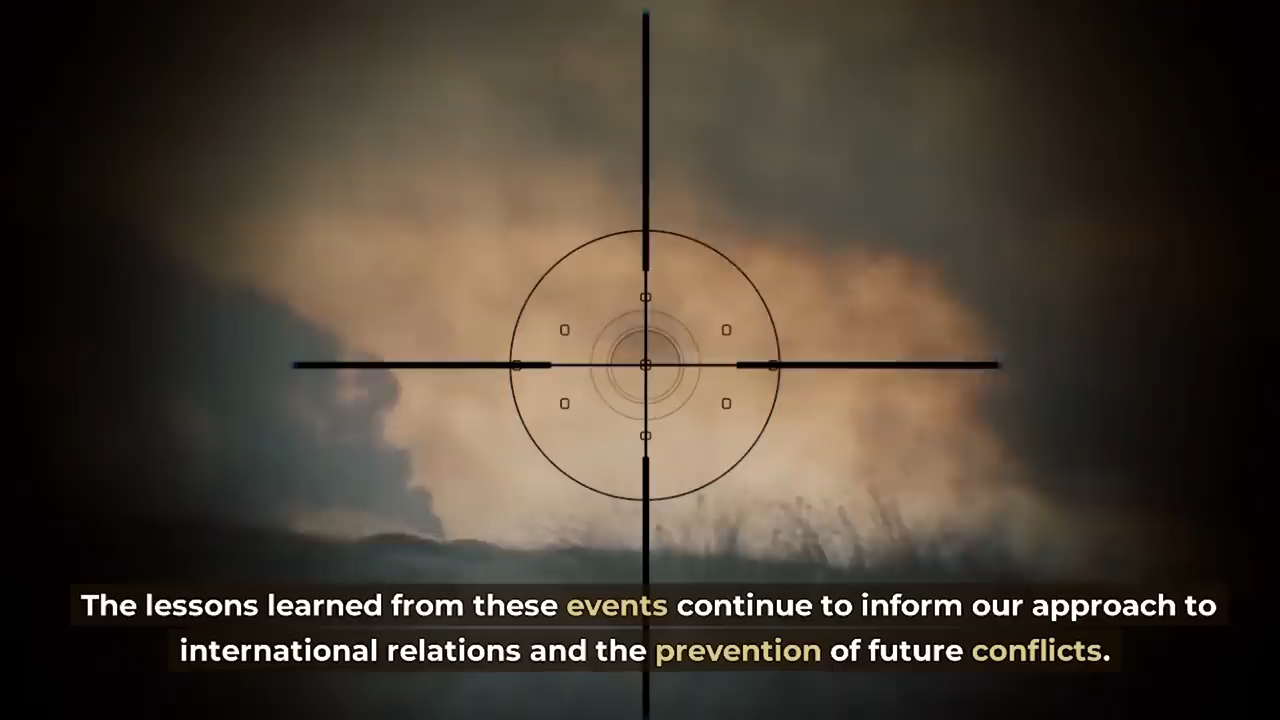 The lessons learned from these events continue to inform our approach to
international relations and the prevention of future conflicts.